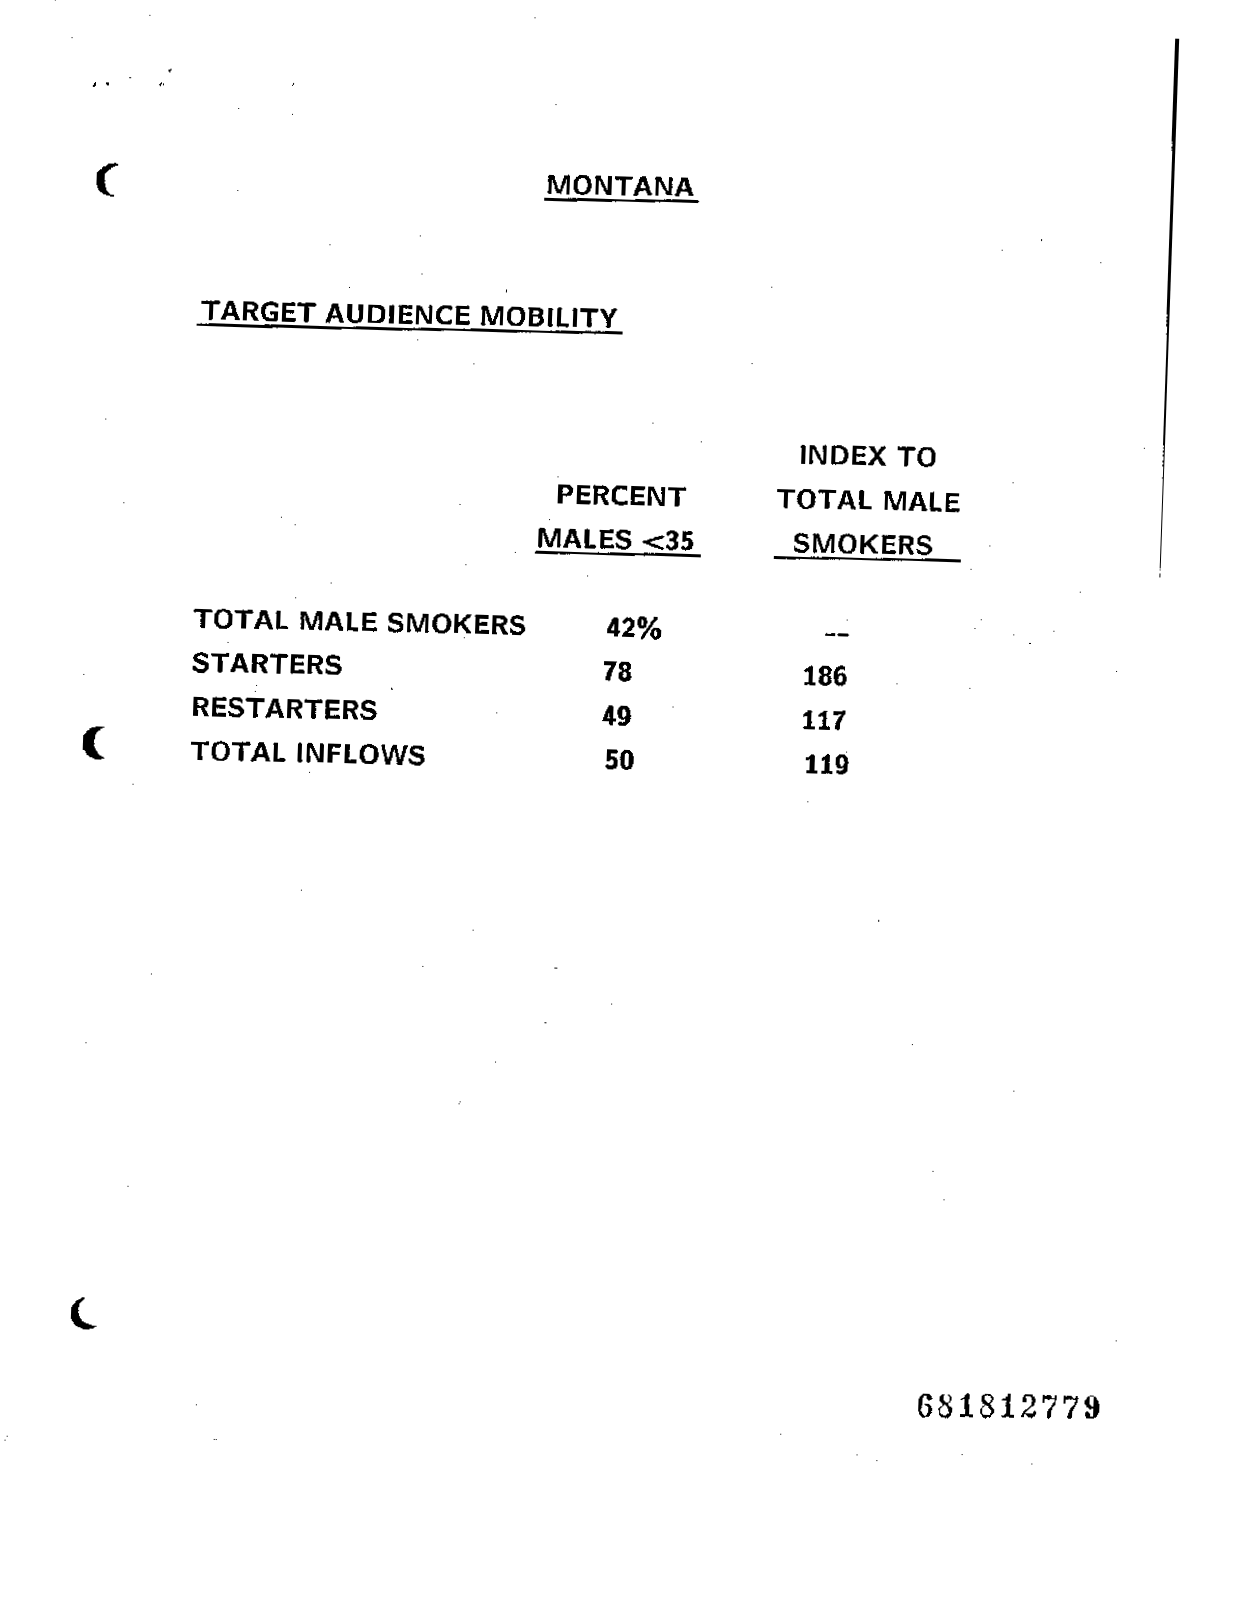 MONTANA
TARGET AUDIENCE MOBILITY
INDEX TO
PERCENT TOTAL MALE
MALES <35 SMOKERS
TOTAL MALE SMOKERS 42% --
STARTERS 78 186
RESTARTERS 49 117
TOTAL INFLOWS 50 119
681812779